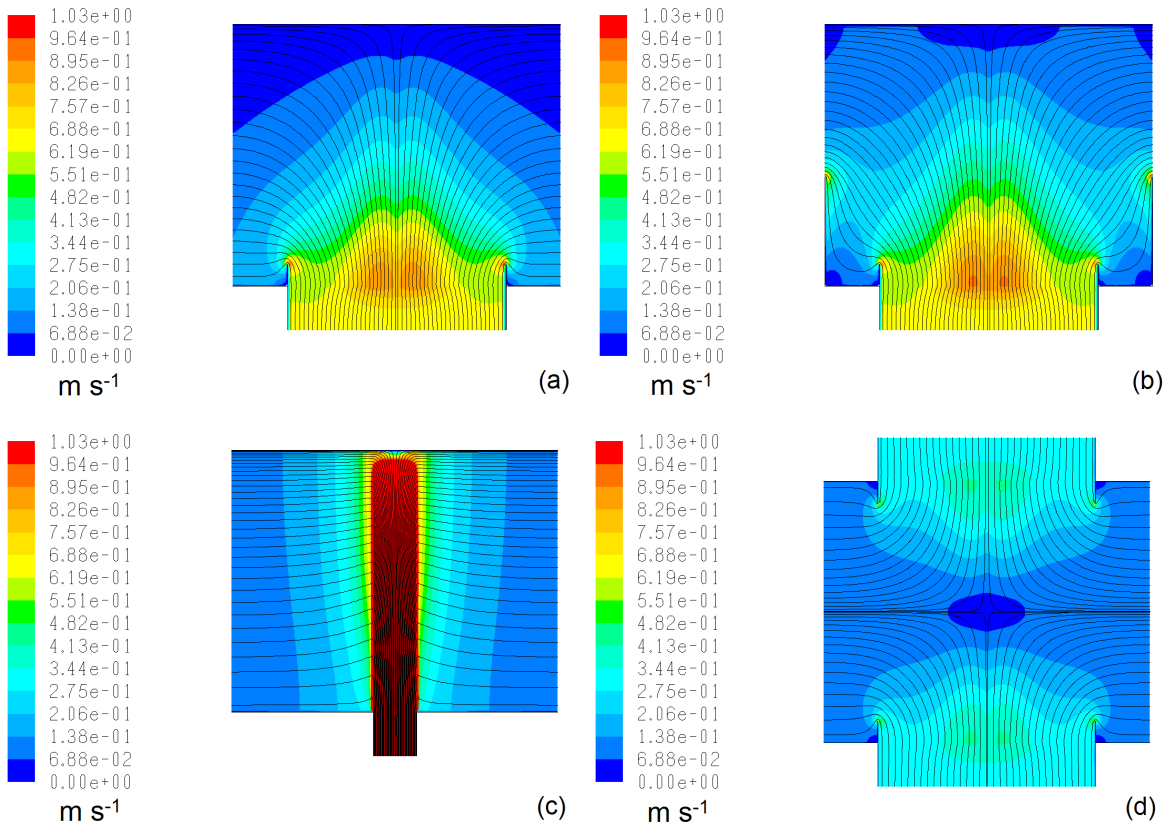 1.03e+00
9.64e-01
8.95e-01
8.26e-01
7.57e-01
6.88e-01
6.19e-01
5.51e-01
4.82e-01
4.13e-01
3.44e-01
2.75e-01
2.06e-01
1.38e-01
6.88e-02
0.00e+00
m s-1
(a)
1.03e+00
9.64e-01
8.95e-01
8.26e-01
7.57e-01
6.88e-01
6.19e-01
5.51e-01
4.82e-01
4.13e-01
3.44e-01
2.75e-01
2.06e-01
1.38e-01
6.88e-02
0.00e+00
m s-1
(b)
1.03e+00
9.64e-01
8.95e-01
8.26e-01
7.57e-01
6.88e-01
6.19e-01
5.51e-01
4.82e-01
4.13e-01
3.44e-01
2.75e-01
2.06e-01
1.38e-01
6.88e-02
0.00e+00
m s-1
(c)
1.03e+00
9.64e-01
8.95e-01
8.26e-01
7.57e-01
6.88e-01
6.19e-01
5.51e-01
4.82e-01
4.13e-01
3.44e-01
2.75e-01
2.06e-01
1.38e-01
6.88e-02
0.00e+00
m s-1
(d)